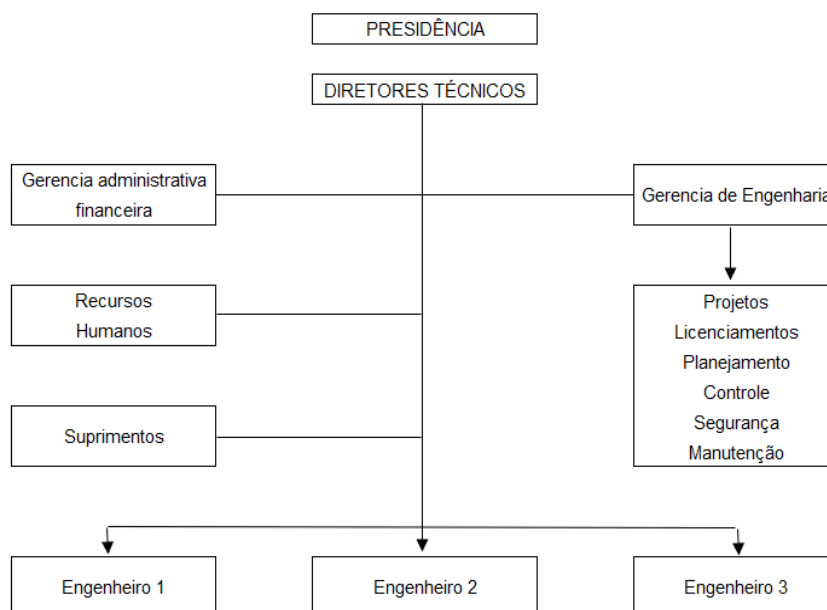 PRESIDÊNCIA
DIRETORES TÉCNICOS
Gerencia administrativa
financeira
Gerencia de Engenharia
Recursos
Humanos
Projetos
Licenciamentos
Planejamento
Controle
Segurança
Manutenção
Suprimentos
Engenheiro 1
Engenheiro 2
Engenheiro 3